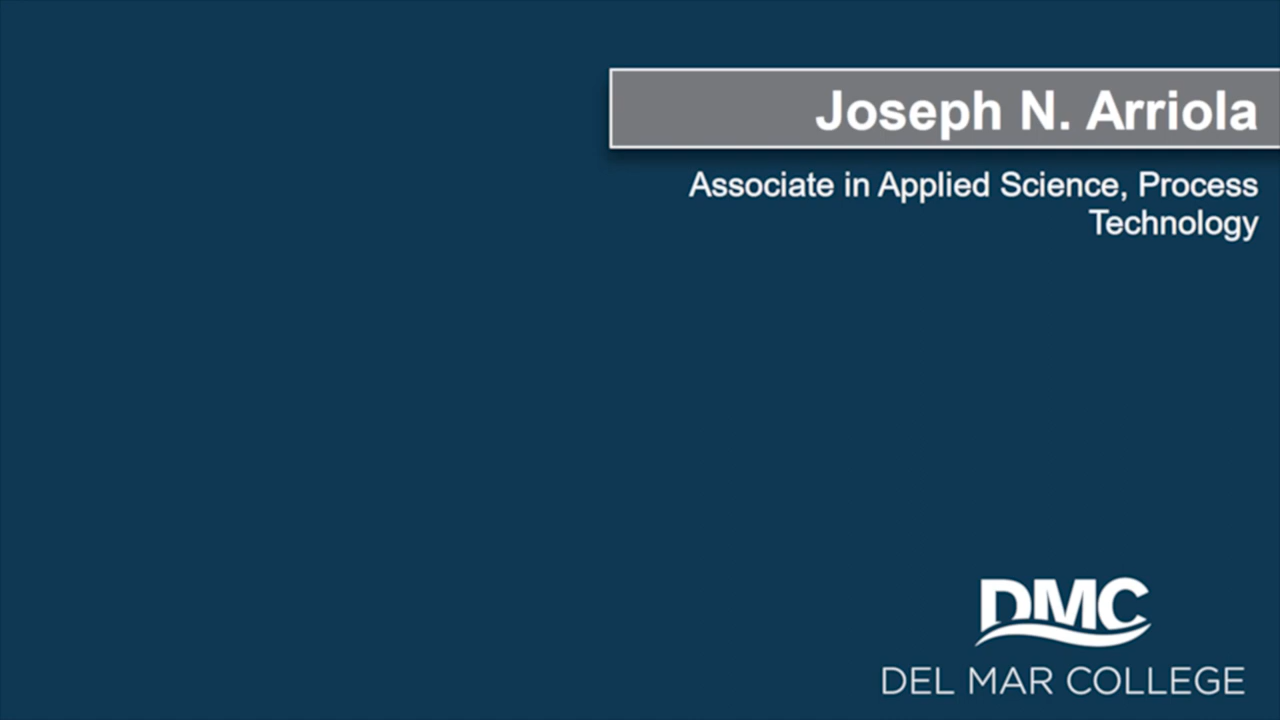 Joseph N. Arriola
Associate in Applied Science, Process
Technology
DMC
DEL MAR COLLEGE